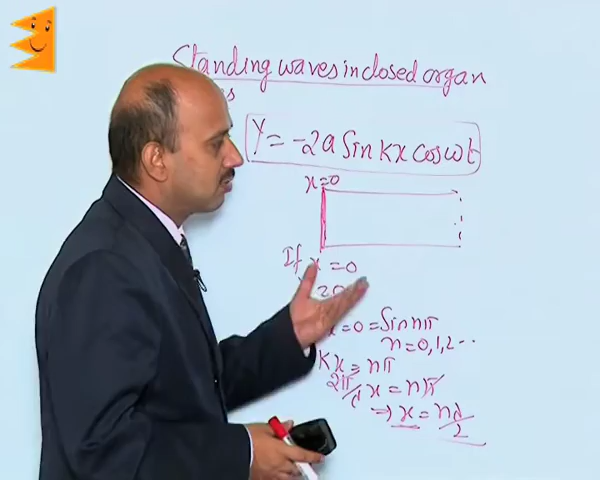 Standing waves in closed organ
Y = -2a Sin kx cos ωt
x=0
If x = 0
= 0 = Sin nπ
n = 0, 1, 2 ..
Kx = nπ
2π/λ x = nπ
⇒ x = nλ/2